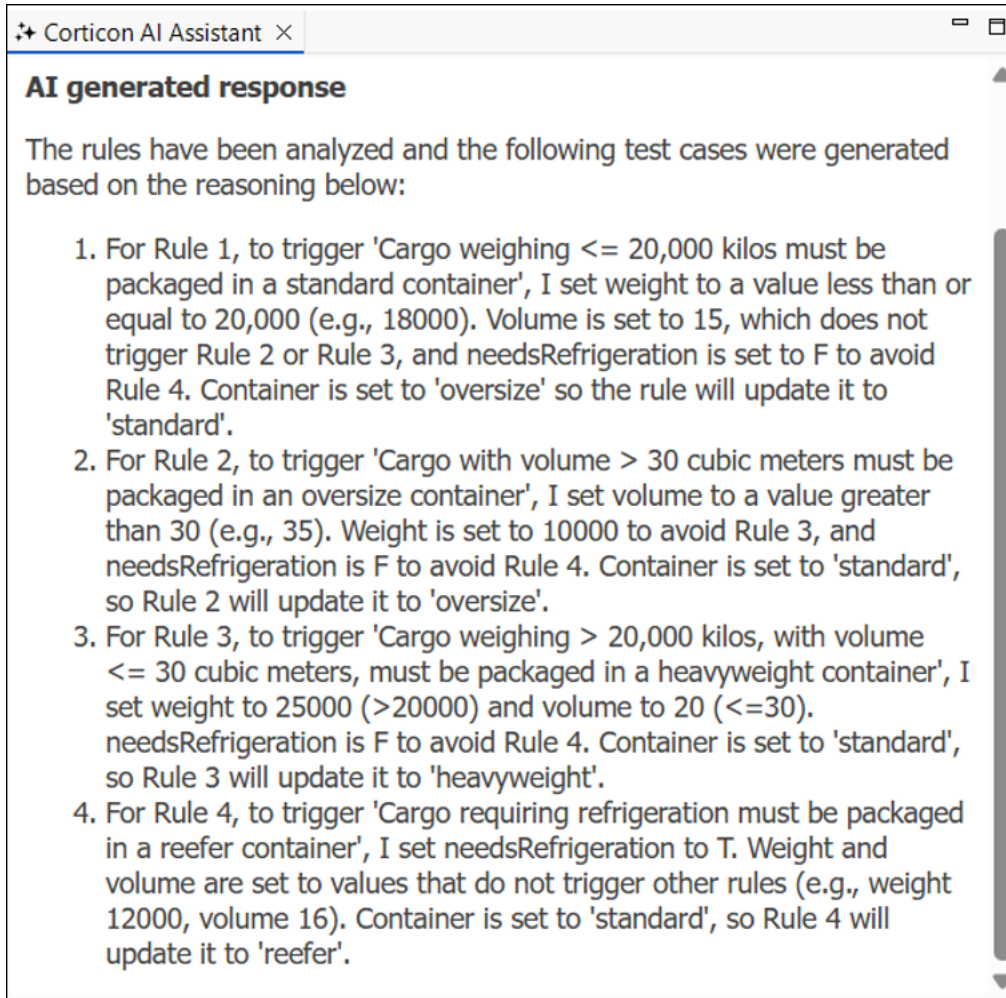 Corticon AI Assistant
AI generated response
The rules have been analyzed and the following test cases were generated
based on the reasoning below:
1. For Rule 1, to trigger 'Cargo weighing <= 20,000 kilos must be
packaged in a standard container', I set weight to a value less than or
equal to 20,000 (e.g., 18000). Volume is set to 15, which does not
trigger Rule 2 or Rule 3, and needsRefrigeration is set to F to avoid
Rule 4. Container is set to 'oversize' so the rule will update it to
'standard'.
2. For Rule 2, to trigger 'Cargo with volume > 30 cubic meters must be
packaged in an oversize container', I set volume to a value greater
than 30 (e.g., 35). Weight is set to 10000 to avoid Rule 3, and
needsRefrigeration is F to avoid Rule 4. Container is set to 'standard',
so Rule 2 will update it to 'oversize'.
3. For Rule 3, to trigger 'Cargo weighing > 20,000 kilos, with volume
<= 30 cubic meters, must be packaged in a heavyweight container', I
set weight to 25000 (>20000) and volume to 20 (<=30).
needsRefrigeration is F to avoid Rule 4. Container is set to 'standard',
so Rule 3 will update it to 'heavyweight'.
4. For Rule 4, to trigger 'Cargo requiring refrigeration must be packaged
in a reefer container', I set needsRefrigeration to T. Weight and
volume are set to values that do not trigger other rules (e.g., weight
12000, volume 16). Container is set to 'standard', so Rule 4 will
update it to 'reefer'.